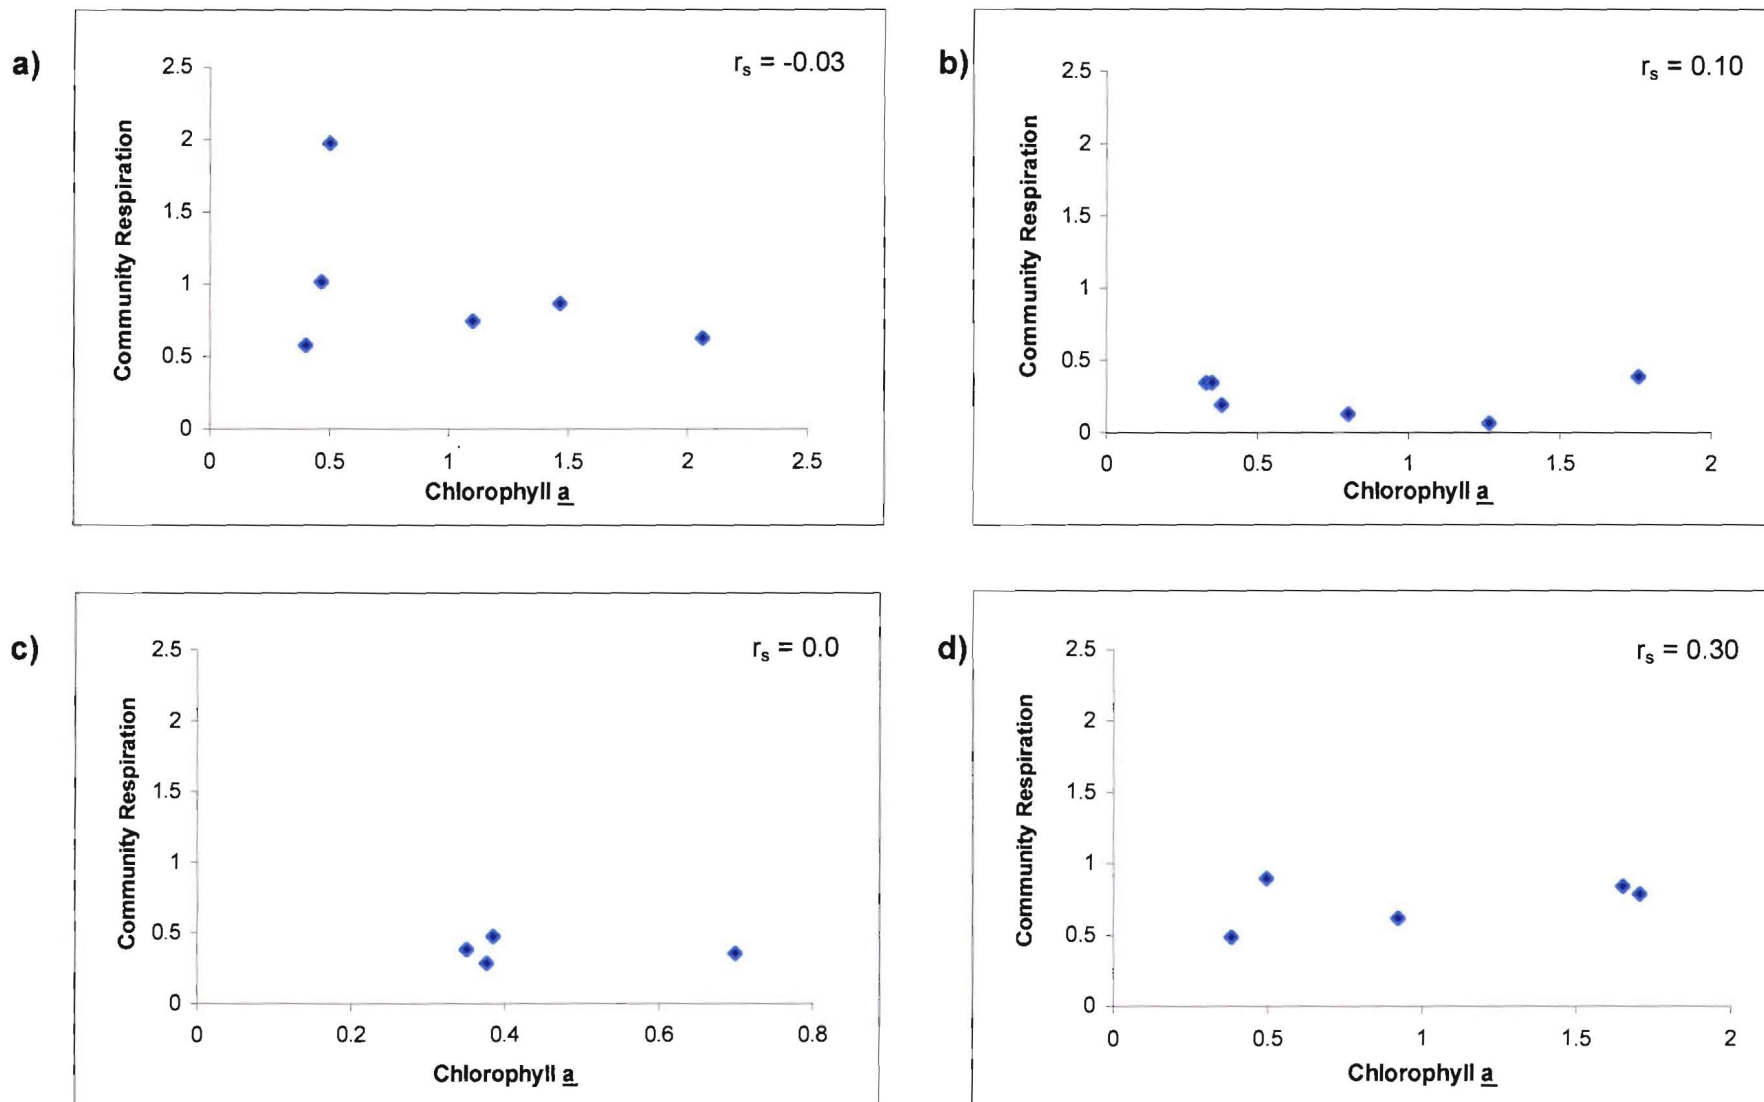 a)
r_s = -0.03
2.5
2
1.5
1
0.5
0
Community Respiration
0 0.5 1 1.5 2 2.5
Chlorophyll a
b)
r_s = 0.10
2.5
2
1.5
1
0.5
0
Community Respiration
0 0.5 1 1.5 2
Chlorophyll a
c)
r_s = 0.0
2.5
2
1.5
1
0.5
0
Community Respiration
0 0.2 0.4 0.6 0.8
Chlorophyll a
d)
r_s = 0.30
2.5
2
1.5
1
0.5
0
Community Respiration
0 0.5 1 1.5 2
Chlorophyll a